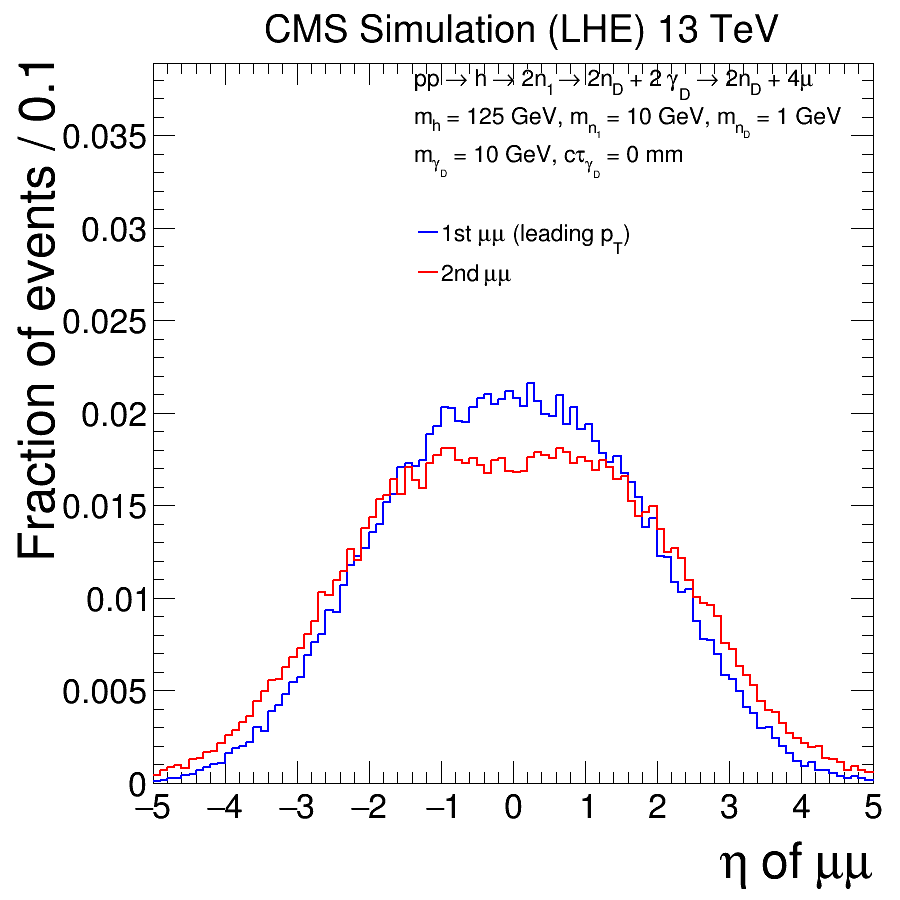 CMS Simulation (LHE) 13 TeV
pp → h → 2n1 → 2nD + 2 γD → 2nD + 4μ
mh = 125 GeV, mn1 = 10 GeV, mnD = 1 GeV
mγD = 10 GeV, cτγD = 0 mm
1st μμ (leading pT)
2nd μμ
Fraction of events / 0.1
0.035
0.03
0.025
0.02
0.015
0.01
0.005
0
−5 −4 −3 −2 −1 0 1 2 3 4 5
η of μμ